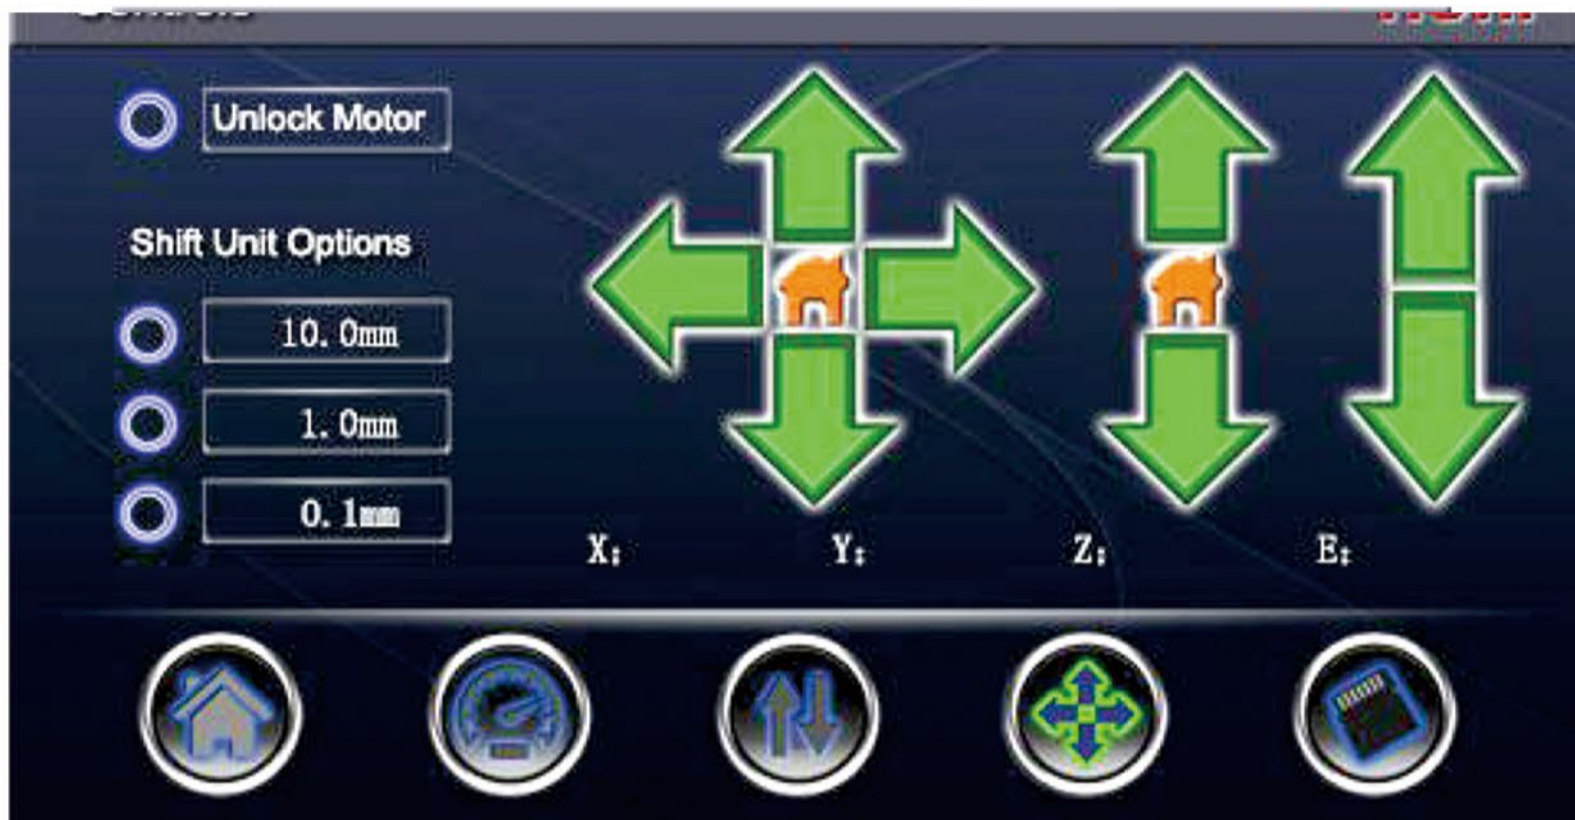 Unlock Motor
Shift Unit Options
10.0mm
1.0mm
0.1mm
X: Y: Z: E: